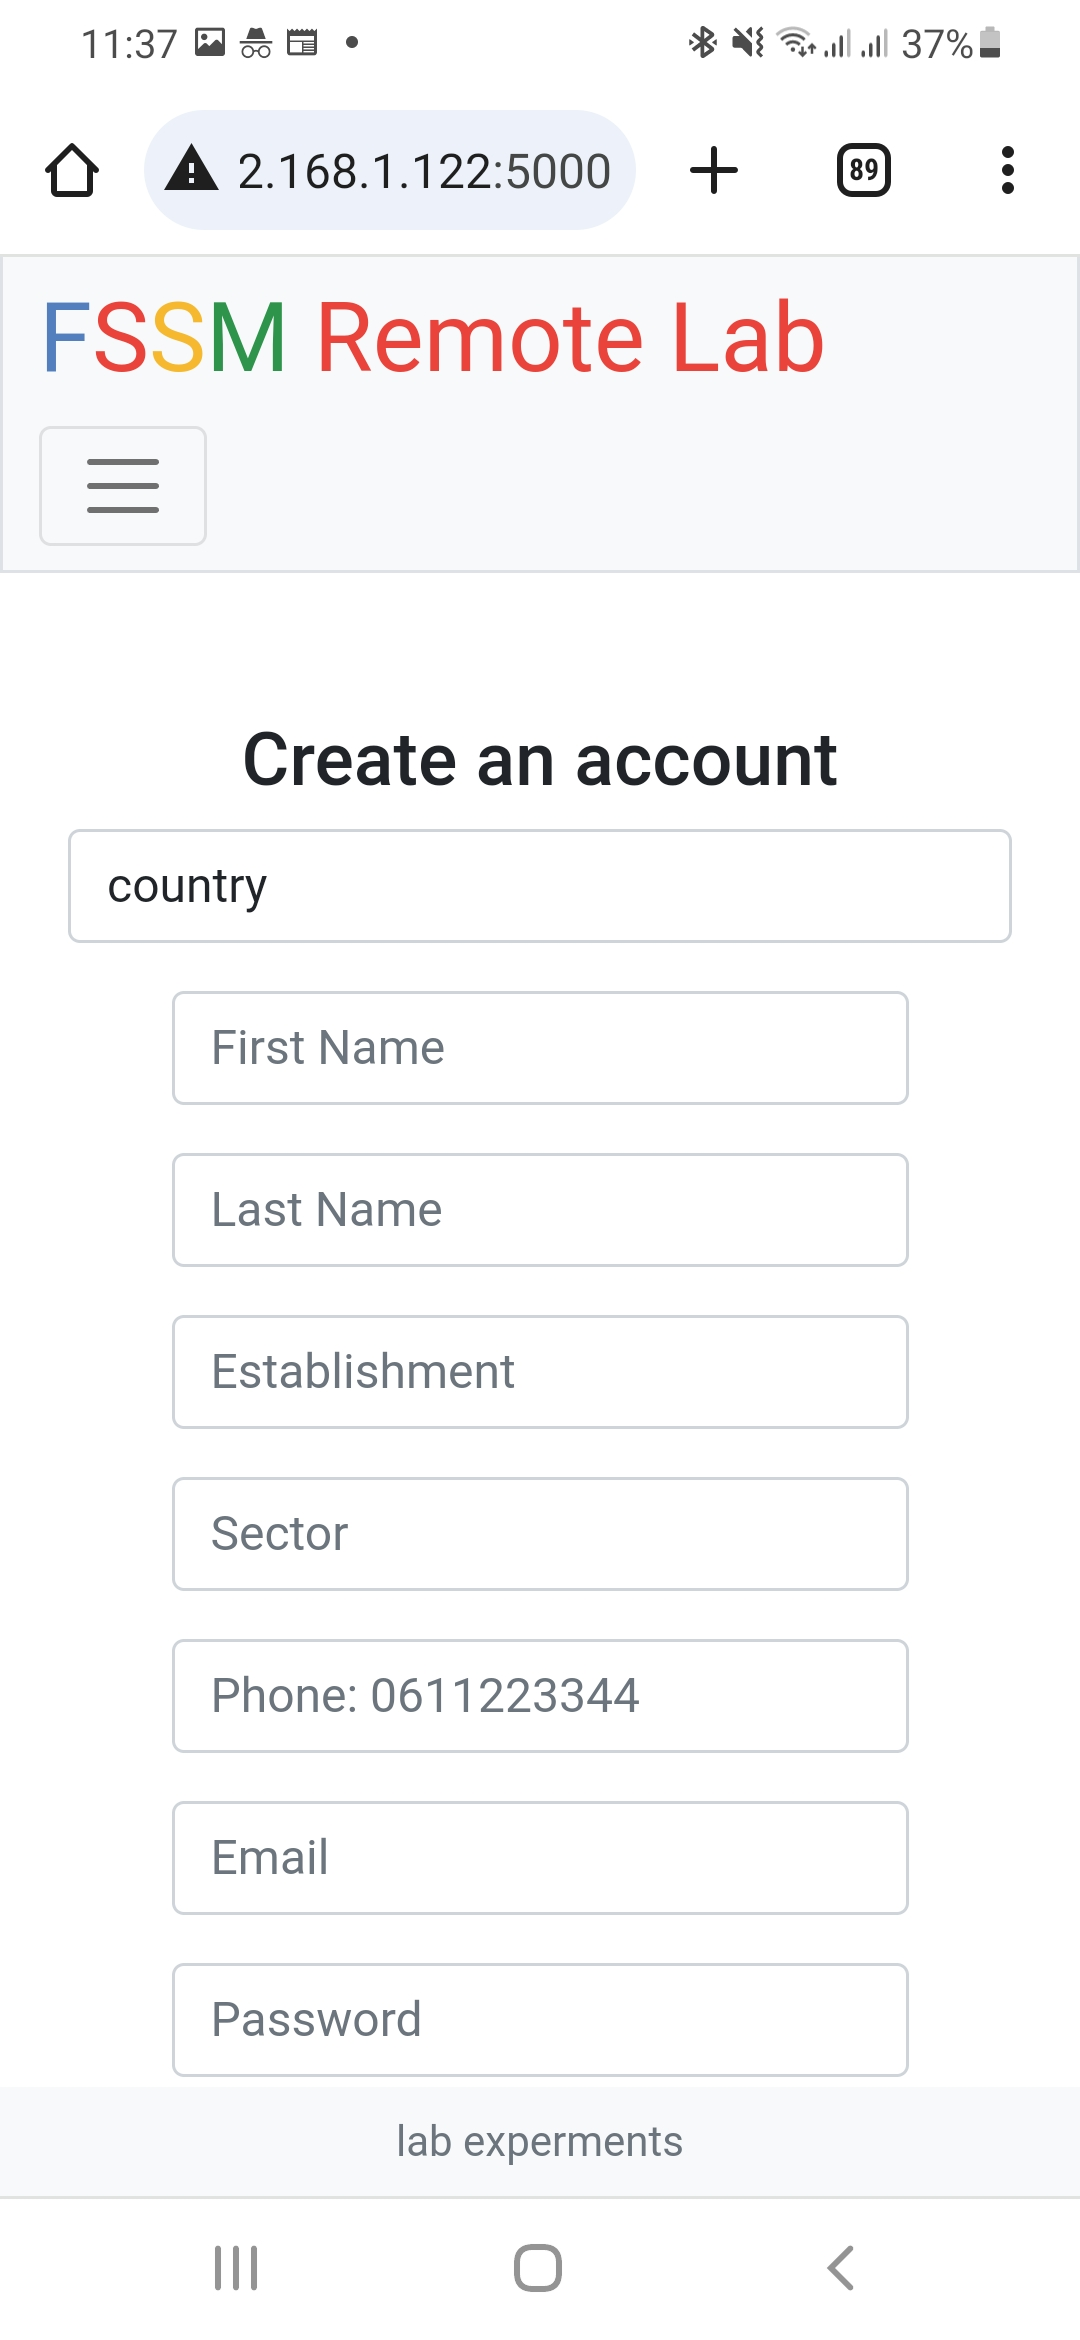 11:37
37%
2.168.1.122:5000
89
FSSM Remote Lab
Create an account
country
First Name
Last Name
Establishment
Sector
Phone: 0611223344
Email
Password
lab experments